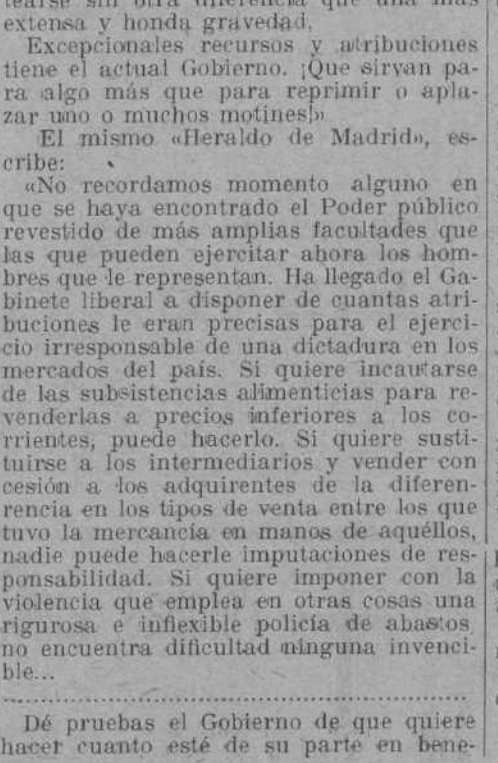 tearse sin otra diferencia que una más
extensa y honda gravedad.
Excepcionales recursos y atribuciones
tiene el actual Gobierno. ¡Que sirvan pa-
ra algo más que para reprimir o apla-
zar uno o muchos motines!»
El mismo «Heraldo de Madrid», es-
cribe:
«No recordamos momento alguno en
que se haya encontrado el Poder público
revestido de más amplias facultades que
las que pueden ejercitar ahora los hom-
bres que le representan. Ha llegado el Ga-
binete liberal a disponer de cuantas atri-
buciones le eran precisas para el ejerci-
cio irresponsable de una dictadura en los
mercados del país. Si quiere incautarse
de las subsistencias alimenticias para re-
venderlas a precios inferiores a los co-
rrientes, puede hacerlo. Si quiere susti-
tuirse a los intermediarios y vender con
cesión a los adquirentes de la diferen-
rencia en los tipos de venta entre los que
tuvo la mercancía en manos de aquéllos,
nadie puede hacerle imputaciones de res-
ponsabilidad. Si quiere imponer con la
violencia que emplea en otras cosas una
rigurosa e inflexible policía de abastos
no encuentra dificultad ninguna invenci-
ble...
Dé pruebas el Gobierno de que quiere
hacer cuanto esté de su parte en bene-